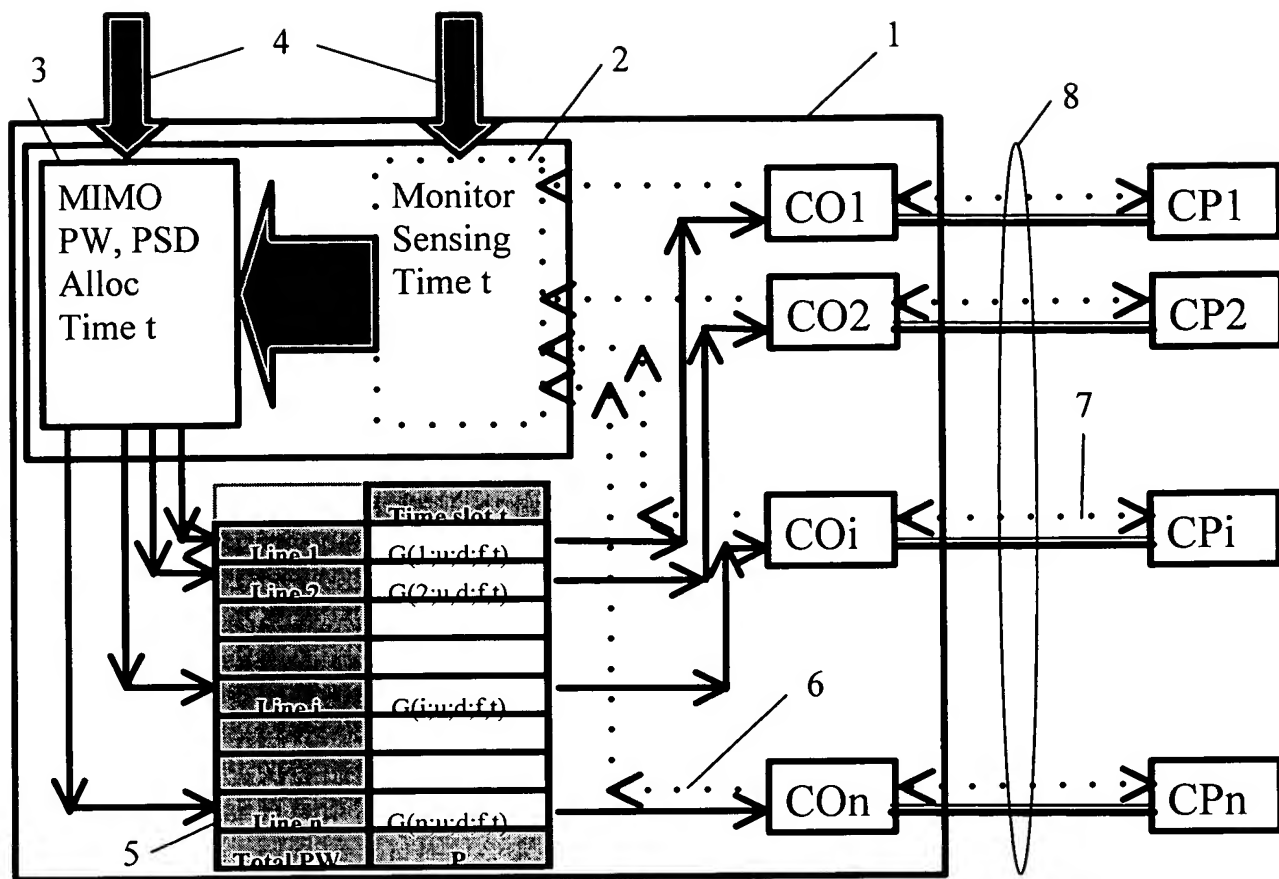 4
1
3
2
8
MIMO
PW, PSD
Alloc
Time t
Monitor
Sensing
Time t
CO1
CP1
CO2
CP2
7
Time slot t
COi
CPi
Line 1 G(1;u;d;f,t)
Line 2 G(2;u,d;f,t)
Line i G(i;u;d;f,t)
6
Line n G(n;u;d;f,t)
COn
CPn
5
Total PW P